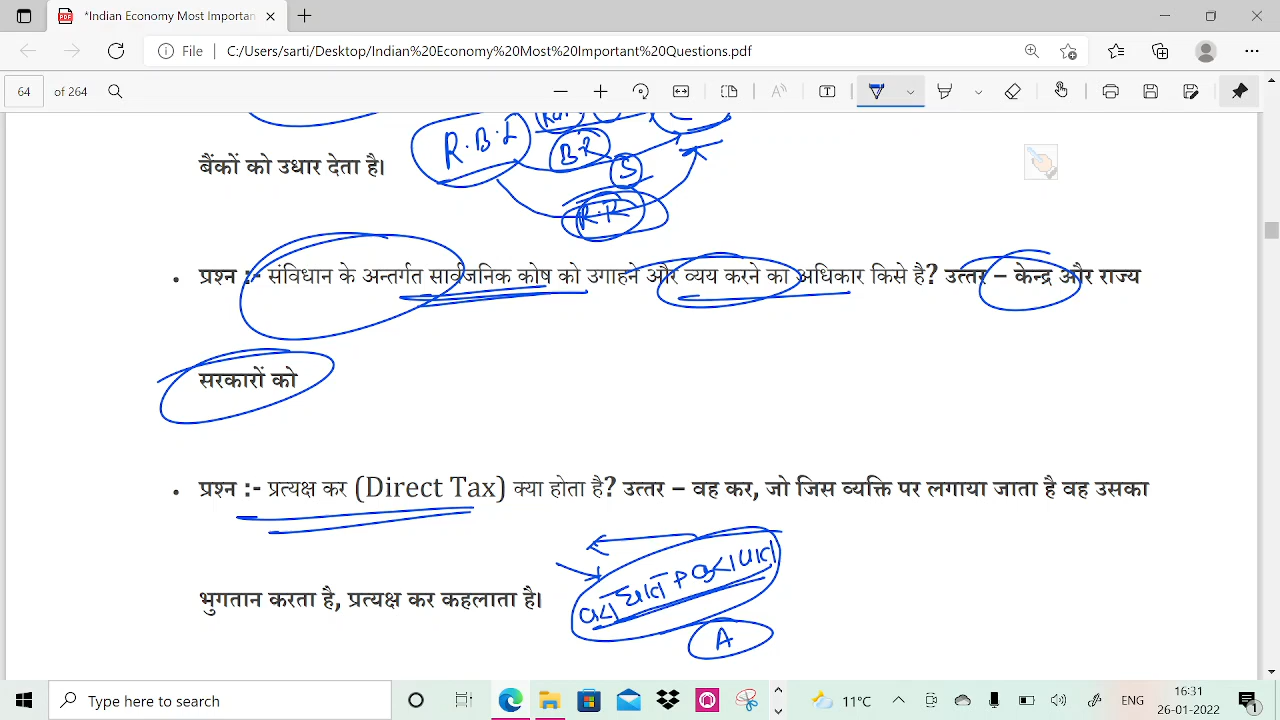 *Indian Economy Most Importan
File C:/Users/sarti/Desktop/Indian%20Economy%20Most%20Important%20Questions.pdf
64 of 264
R.B.I B.R
बैंकों को उधार देता है।
S
R.R
प्रश्न :- संविधान के अन्तर्गत सार्वजनिक कोष को उगाहने और व्यय करने का अधिकार किसे है? उत्तर – केन्द्र और राज्य
सरकारों को
प्रश्न :- प्रत्यक्ष कर (Direct Tax) क्या होता है? उत्तर – वह कर, जो जिस व्यक्ति पर लगाया जाता है वह उसका
भुगतान करता है, प्रत्यक्ष कर कहलाता है।
A
Type here to search
11°C
ENG
16:31
26-01-2022
1